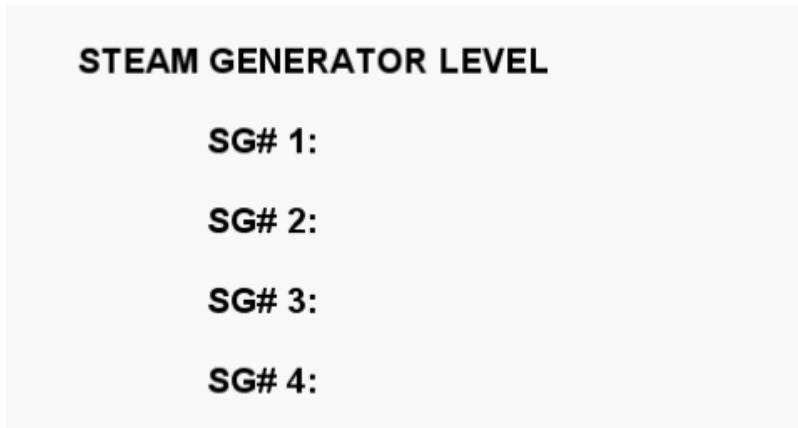 STEAM GENERATOR LEVEL
SG# 1:
SG# 2:
SG# 3:
SG# 4: